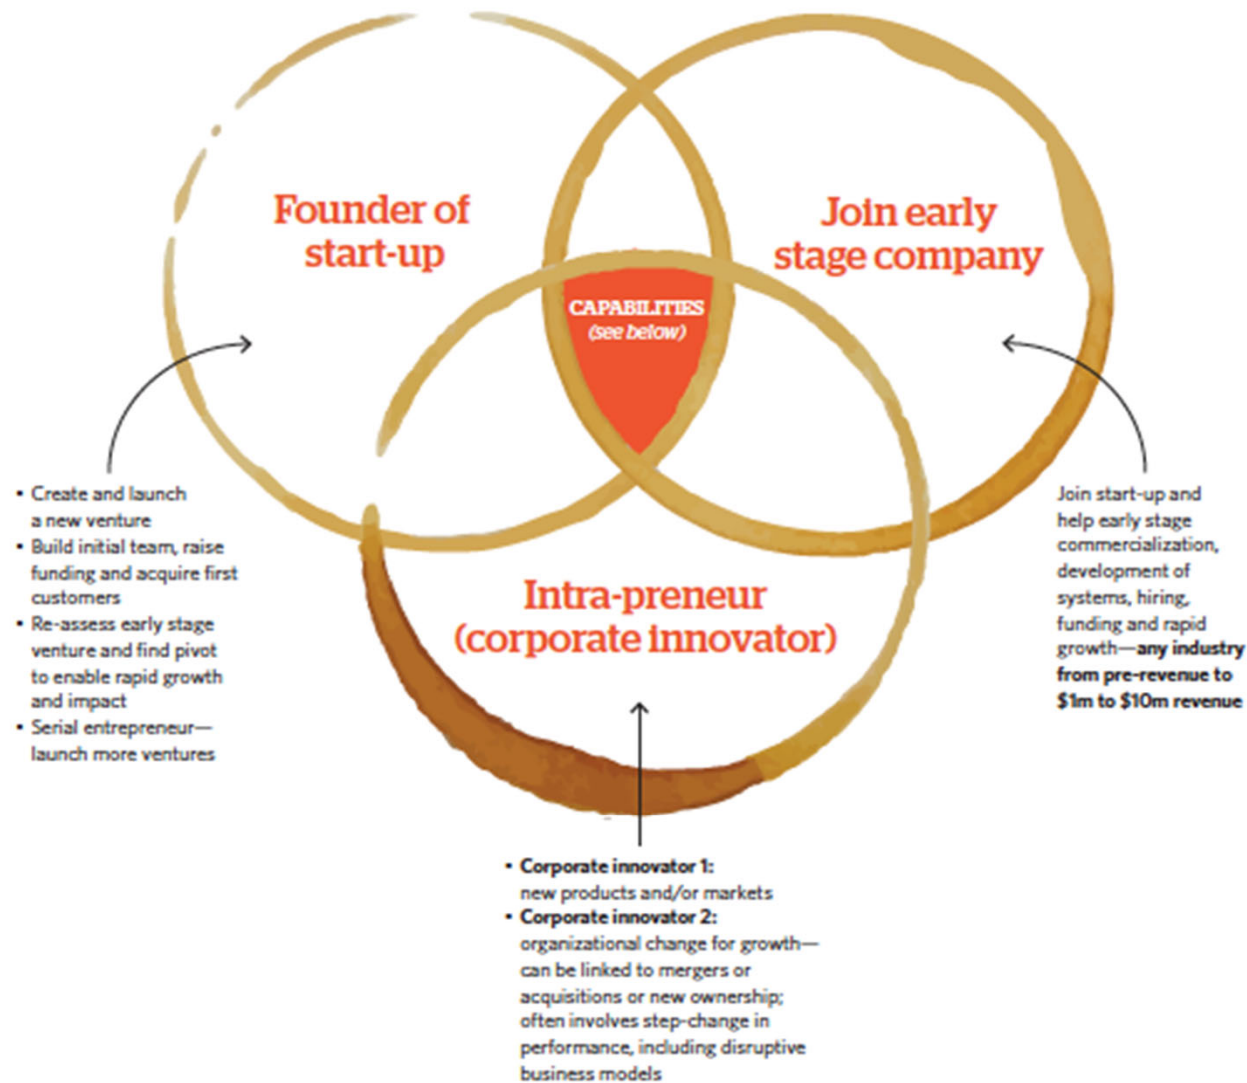 Founder of
start-up
Join early
stage company
CAPABILITIES
(see below)
• Create and launch
a new venture
• Build initial team, raise
funding and acquire first
customers
• Re-assess early stage
venture and find pivot
to enable rapid growth
and impact
• Serial entrepreneur—
launch more ventures
Join start-up and
help early stage
commercialization,
development of
systems, hiring,
funding and rapid
growth—any industry
from pre-revenue to
$1m to $10m revenue
Intra-preneur
(corporate innovator)
• Corporate innovator 1:
new products and/or markets
• Corporate innovator 2:
organizational change for growth—
can be linked to mergers or
acquisitions or new ownership;
often involves step-change in
performance, including disruptive
business models